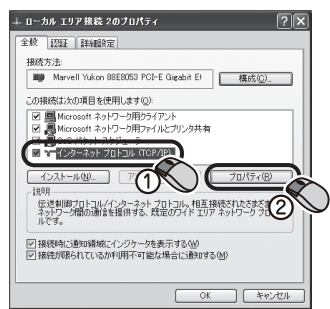 ローカル エリア接続 2のプロパティ
全般 認証 詳細設定
接続方法:
Marvell Yukon 88E8053 PCI-E Gigabit Et 構成(C)...
この接続は次の項目を使用します(O):
Microsoft ネットワーク用クライアント
Microsoft ネットワーク用ファイルとプリンタ共有
インターネット プロトコル (TCP/IP)
インストール(N)... プロパティ(R)
① ②
説明
伝送制御プロトコル/インターネット プロトコル。相互接続されたさまざま
ネットワーク間の通信を提供する、既定のワイド エリア ネットワーク プロ
ルです。
接続時に通知領域にインジケータを表示する(W)
接続が限られているか利用不可能な場合に通知する(M)
OK キャンセル